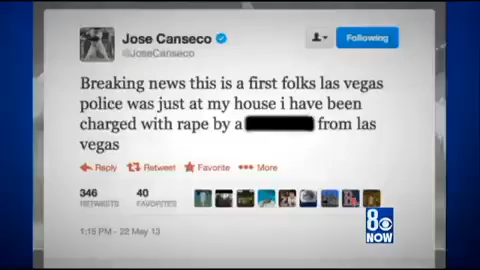 Jose Canseco
@JoseCanseco
Following
Breaking news this is a first folks las vegas
police was just at my house i have been
charged with rape by a from las
vegas
Reply Retweet Favorite More
346 40
RETWEETS FAVORITES
1:15 PM - 22 May 13
8
NOW